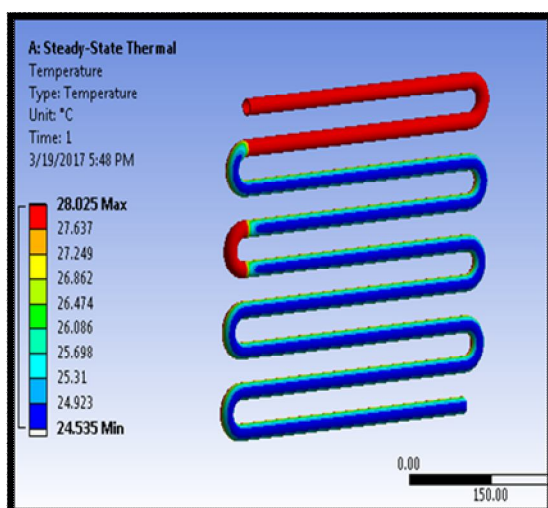 A: Steady-State Thermal
Temperature
Type: Temperature
Unit: °C
Time: 1
3/19/2017 5:48 PM
28.025 Max
27.637
27.249
26.862
26.474
26.086
25.698
25.31
24.923
24.535 Min
0.00
150.00